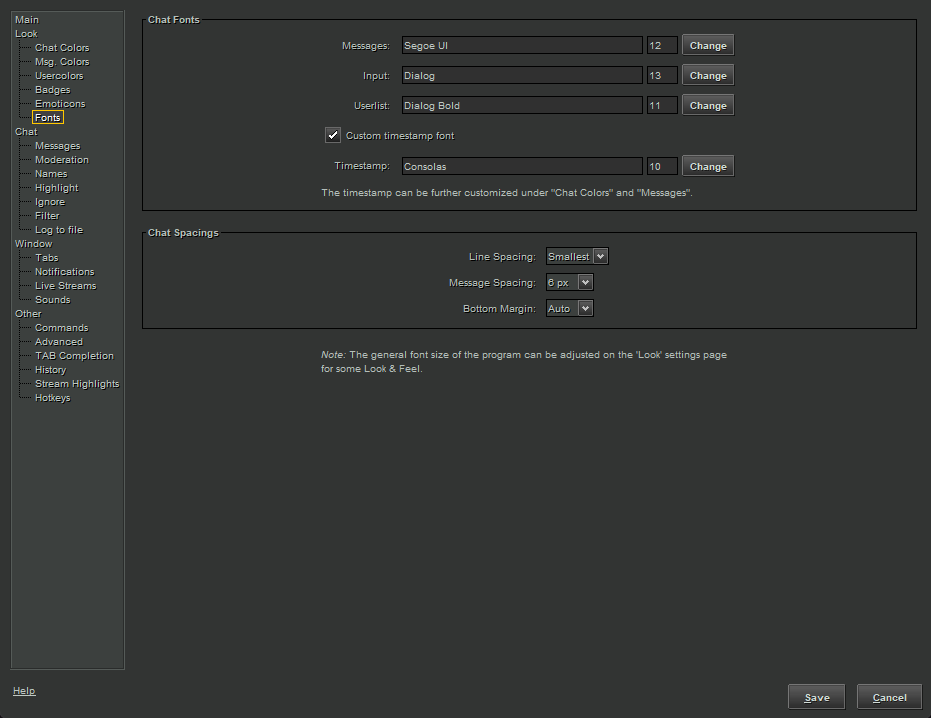 Main
Look
Chat Colors
Msg. Colors
Usercolors
Badges
Emoticons
Fonts
Chat
Messages
Moderation
Names
Highlight
Ignore
Filter
Log to file
Window
Tabs
Notifications
Live Streams
Sounds
Other
Commands
Advanced
TAB Completion
History
Stream Highlights
Hotkeys
Help
Chat Fonts
Messages: Segoe UI 12 Change
Input: Dialog 13 Change
Userlist: Dialog Bold 11 Change
Custom timestamp font
Timestamp: Consolas 10 Change
The timestamp can be further customized under "Chat Colors" and "Messages".
Chat Spacings
Line Spacing: Smallest
Message Spacing: 6 px
Bottom Margin: Auto
Note: The general font size of the program can be adjusted on the 'Look' settings page
for some Look & Feel.
Save Cancel